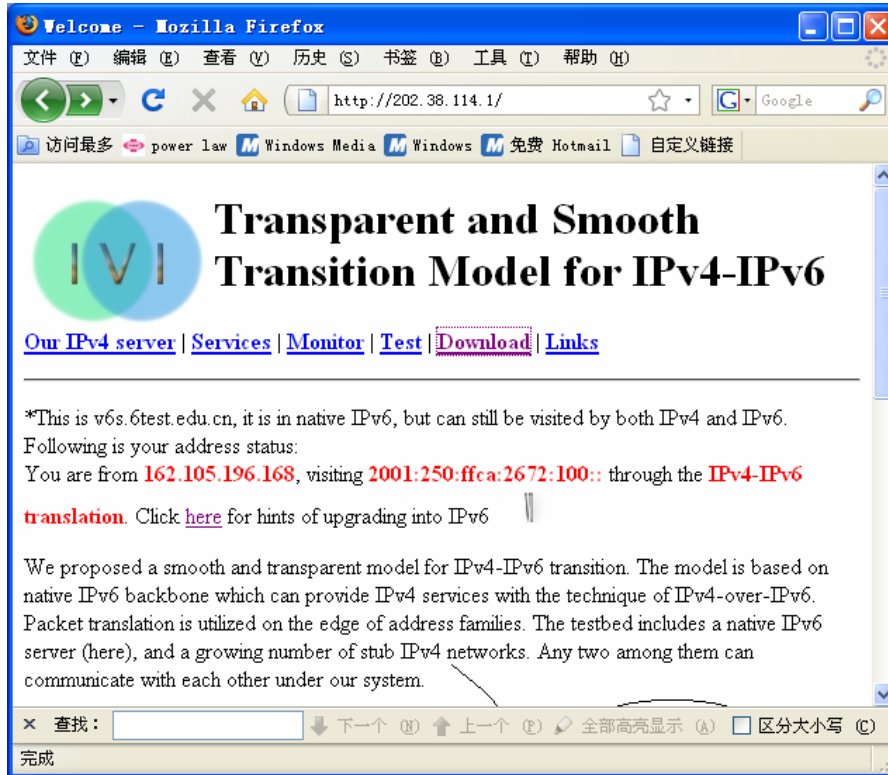 Welcome - Mozilla Firefox
文件 (F) 编辑 (E) 查看 (V) 历史 (S) 书签 (B) 工具 (T) 帮助 (H)
http://202.38.114.1/ G Google
访问最多 power law Windows Media Windows 免费 Hotmail 自定义链接
IVI
Transparent and Smooth
Transition Model for IPv4-IPv6
Our IPv4 server | Services | Monitor | Test | Download | Links
*This is v6s.6test.edu.cn, it is in native IPv6, but can still be visited by both IPv4 and IPv6.
Following is your address status:
You are from 162.105.196.168, visiting 2001:250:ffca:2672:100:: through the IPv4-IPv6
translation. Click here for hints of upgrading into IPv6
We proposed a smooth and transparent model for IPv4-IPv6 transition. The model is based on
native IPv6 backbone which can provide IPv4 services with the technique of IPv4-over-IPv6.
Packet translation is utilized on the edge of address families. The testbed includes a native IPv6
server (here), and a growing number of stub IPv4 networks. Any two among them can
communicate with each other under our system.
× 查找： 下一个 (N) 上一个 (P) 全部高亮显示 (A) 区分大小写 (C)
完成